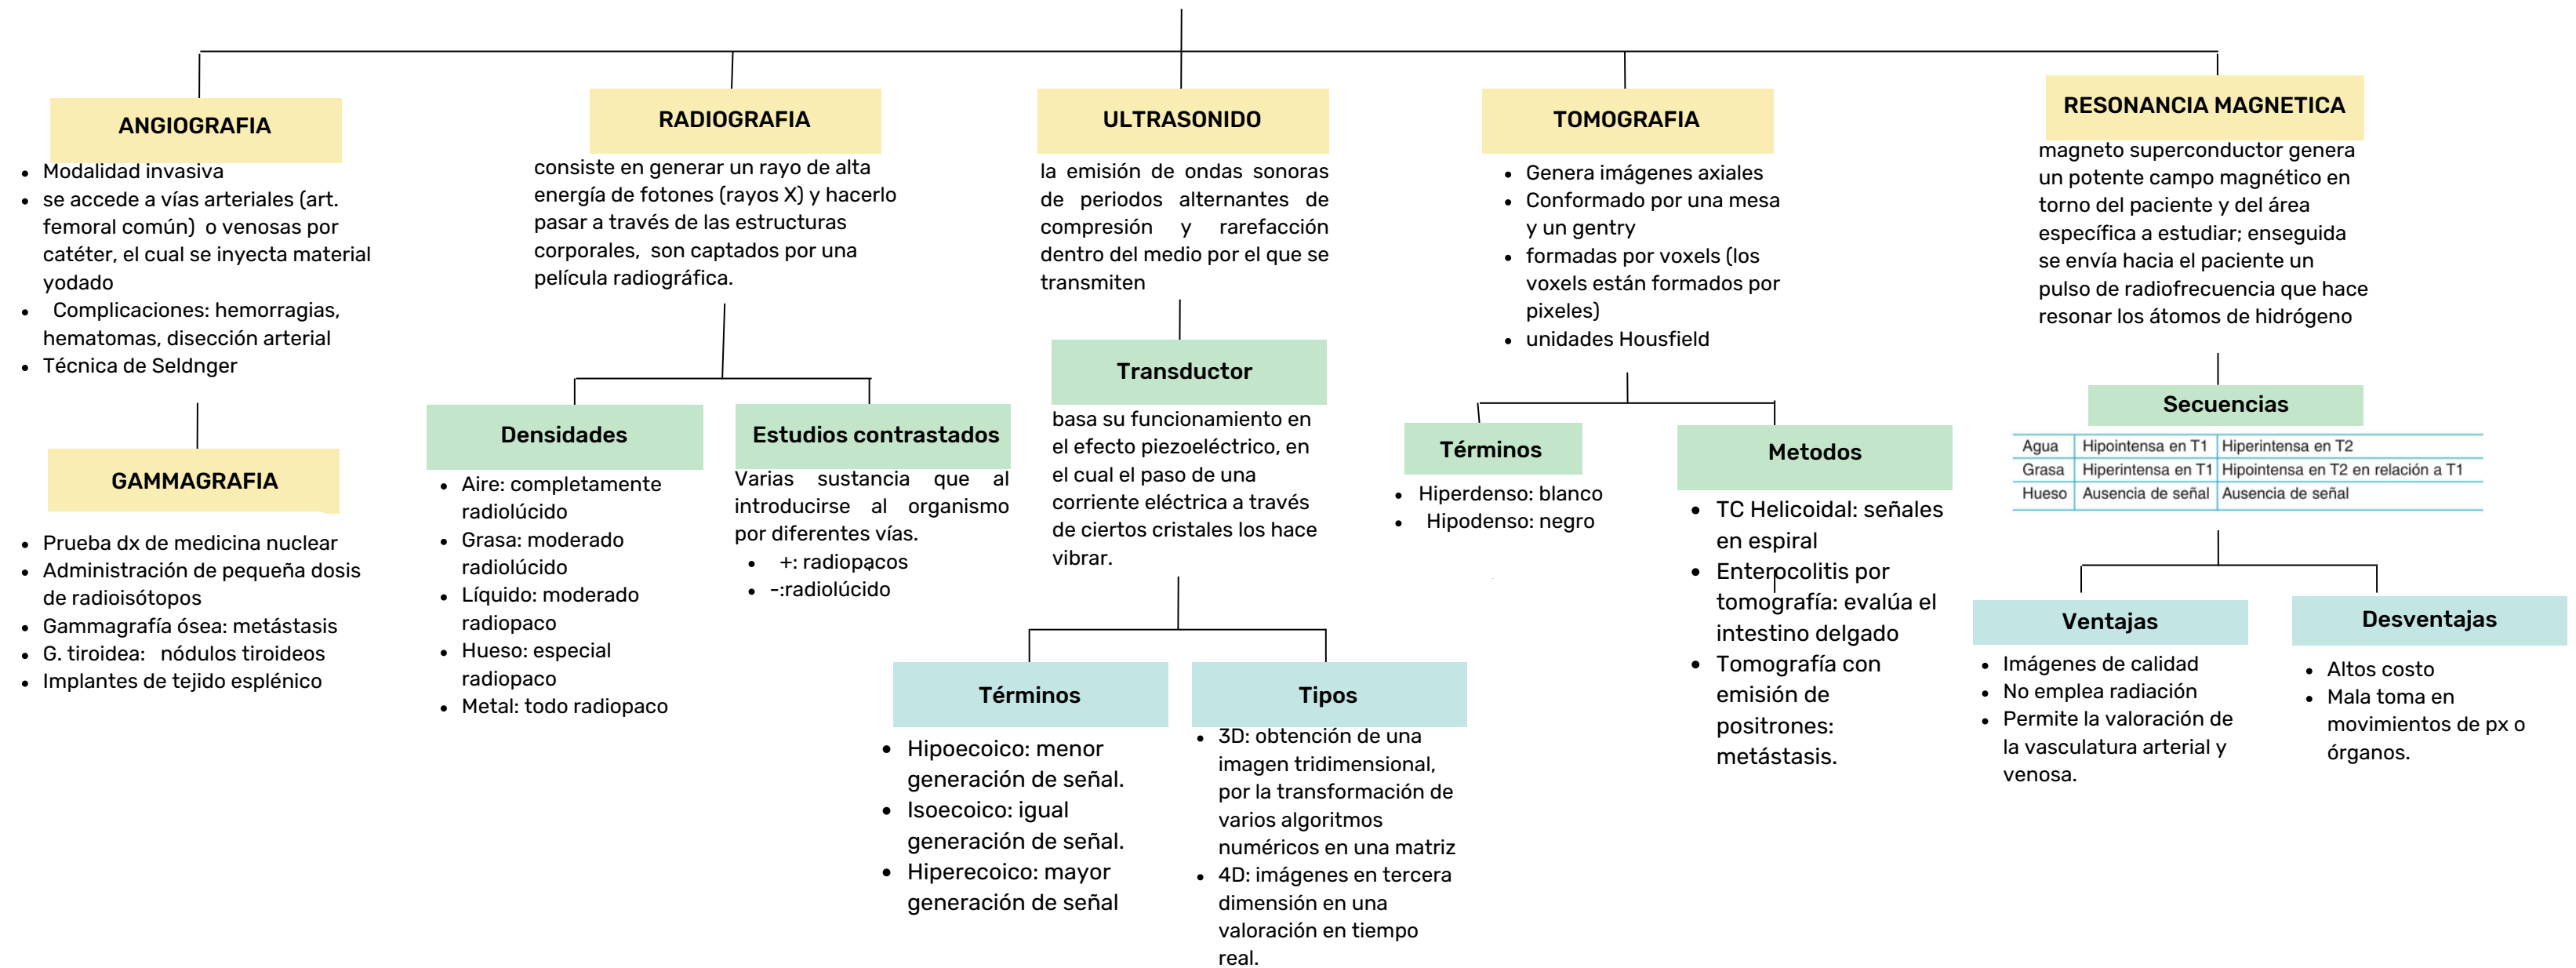 ANGIOGRAFIA
Modalidad invasiva
se accede a vías arteriales (art.
femoral común) o venosas por
catéter, el cual se inyecta material
yodado
Complicaciones: hemorragias,
hematomas, disección arterial
Técnica de Seldnger
GAMMAGRAFIA
Prueba dx de medicina nuclear
Administración de pequeña dosis
de radioisótopos
Gammagrafía ósea: metástasis
G. tiroidea: nódulos tiroideos
Implantes de tejido esplénico
RADIOGRAFIA
consiste en generar un rayo de alta
energía de fotones (rayos X) y hacerlo
pasar a través de las estructuras
corporales, son captados por una
película radiográfica.
Densidades
Aire: completamente
radiolúcido
Grasa: moderado
radiolúcido
Líquido: moderado
radiopaco
Hueso: especial
radiopaco
Metal: todo radiopaco
Estudios contrastados
Varias sustancia que al
introducirse al organismo
por diferentes vías.
+: radiopacos
-:radiolúcido
ULTRASONIDO
la emisión de ondas sonoras
de periodos alternantes de
compresión y rarefacción
dentro del medio por el que se
transmiten
Transductor
basa su funcionamiento en
el efecto piezoeléctrico, en
el cual el paso de una
corriente eléctrica a través
de ciertos cristales los hace
vibrar.
Términos
Hipoecoico: menor
generación de señal.
Isoecoico: igual
generación de señal.
Hiperecoico: mayor
generación de señal
Tipos
3D: obtención de una
imagen tridimensional,
por la transformación de
varios algoritmos
numéricos en una matriz
4D: imágenes en tercera
dimensión en una
valoración en tiempo
real.
TOMOGRAFIA
Genera imágenes axiales
Conformado por una mesa
y un gentry
formadas por voxels (los
voxels están formados por
pixeles)
unidades Housfield
Términos
Hiperdenso: blanco
Hipodenso: negro
Metodos
TC Helicoidal: señales
en espiral
Enterocolitis por
tomografía: evalúa el
intestino delgado
Tomografía con
emisión de
positrones:
metástasis.
RESONANCIA MAGNETICA
magneto superconductor genera
un potente campo magnético en
torno del paciente y del área
específica a estudiar; enseguida
se envía hacia el paciente un
pulso de radiofrecuencia que hace
resonar los átomos de hidrógeno
Secuencias
Agua Hipointensa en T1 Hiperintensa en T2
Grasa Hiperintensa en T1 Hipointensa en T2 en relación a T1
Hueso Ausencia de señal Ausencia de señal
Ventajas
Imágenes de calidad
No emplea radiación
Permite la valoración de
la vasculatura arterial y
venosa.
Desventajas
Altos costo
Mala toma en
movimientos de px o
órganos.